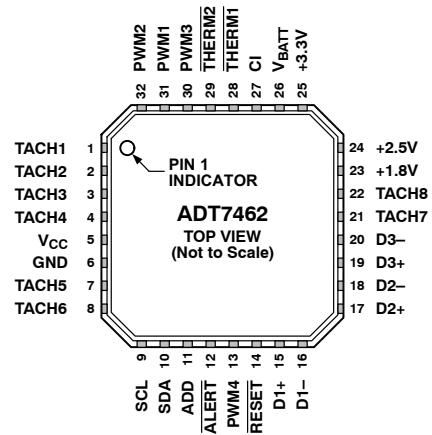 PWM2
PWM1
PWM3
THERM2
THERM1
CI
VBATT
+3.3V
32
31
30
29
28
27
26
25
TACH1 1
TACH2 2
TACH3 3
TACH4 4
VCC 5
GND 6
TACH5 7
TACH6 8
PIN 1
INDICATOR
ADT7462
TOP VIEW
(Not to Scale)
24 +2.5V
23 +1.8V
22 TACH8
21 TACH7
20 D3–
19 D3+
18 D2–
17 D2+
9
10
11
12
13
14
15
16
SCL
SDA
ADD
ALERT
PWM4
RESET
D1+
D1–